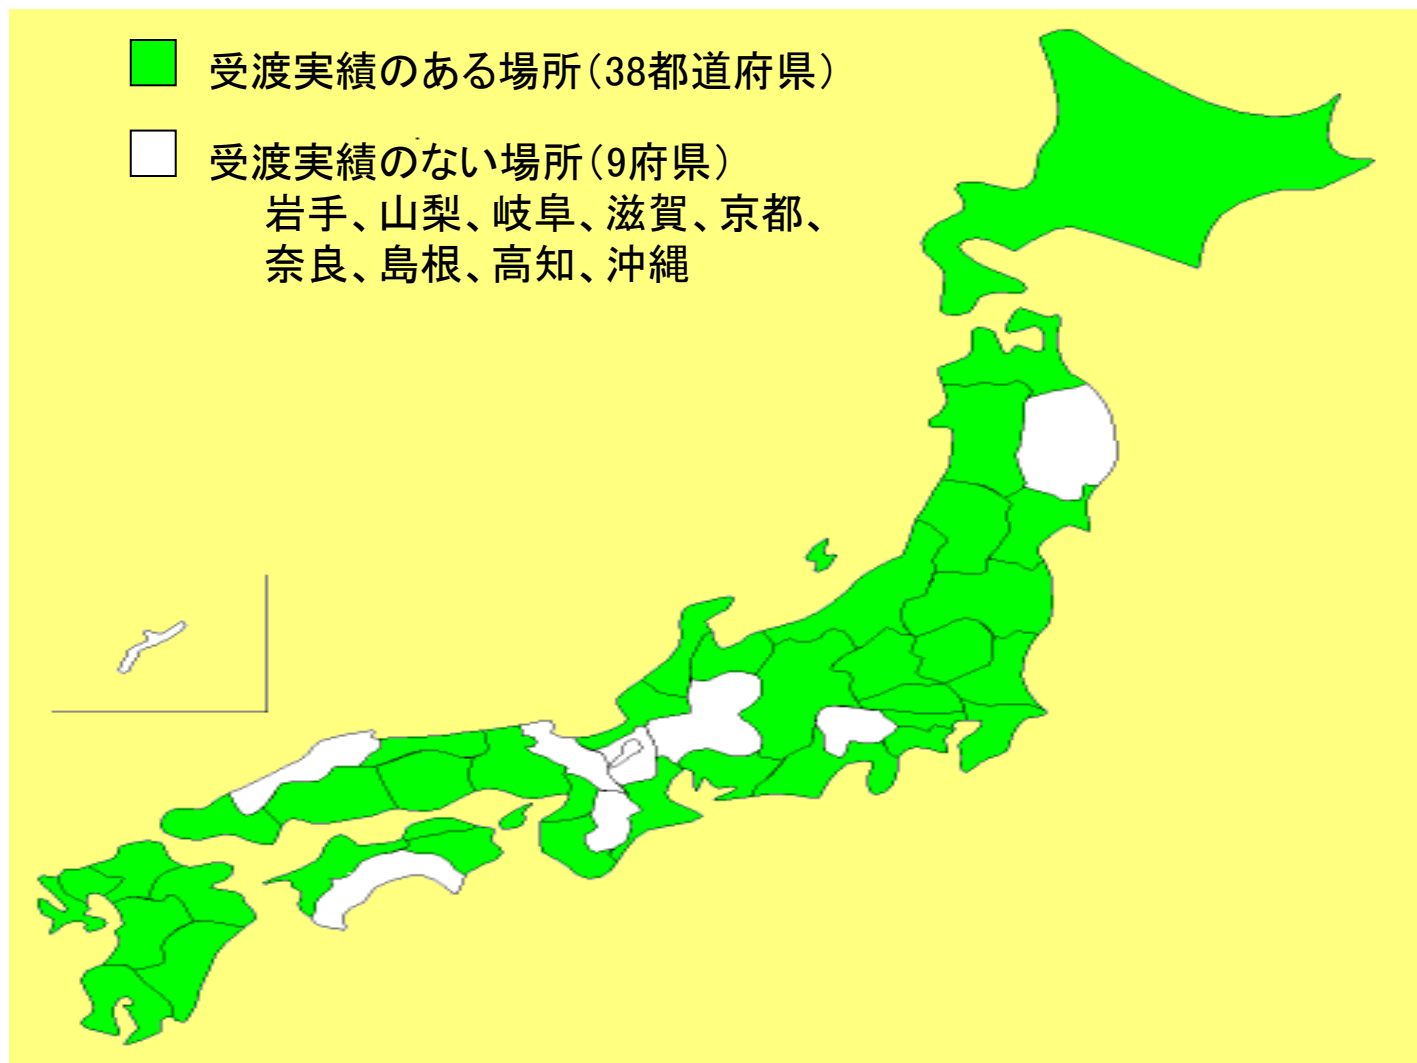 受渡実績のある場所（38都道府県）
受渡実績のない場所（9府県）
岩手、山梨、岐阜、滋賀、京都、
奈良、島根、高知、沖縄